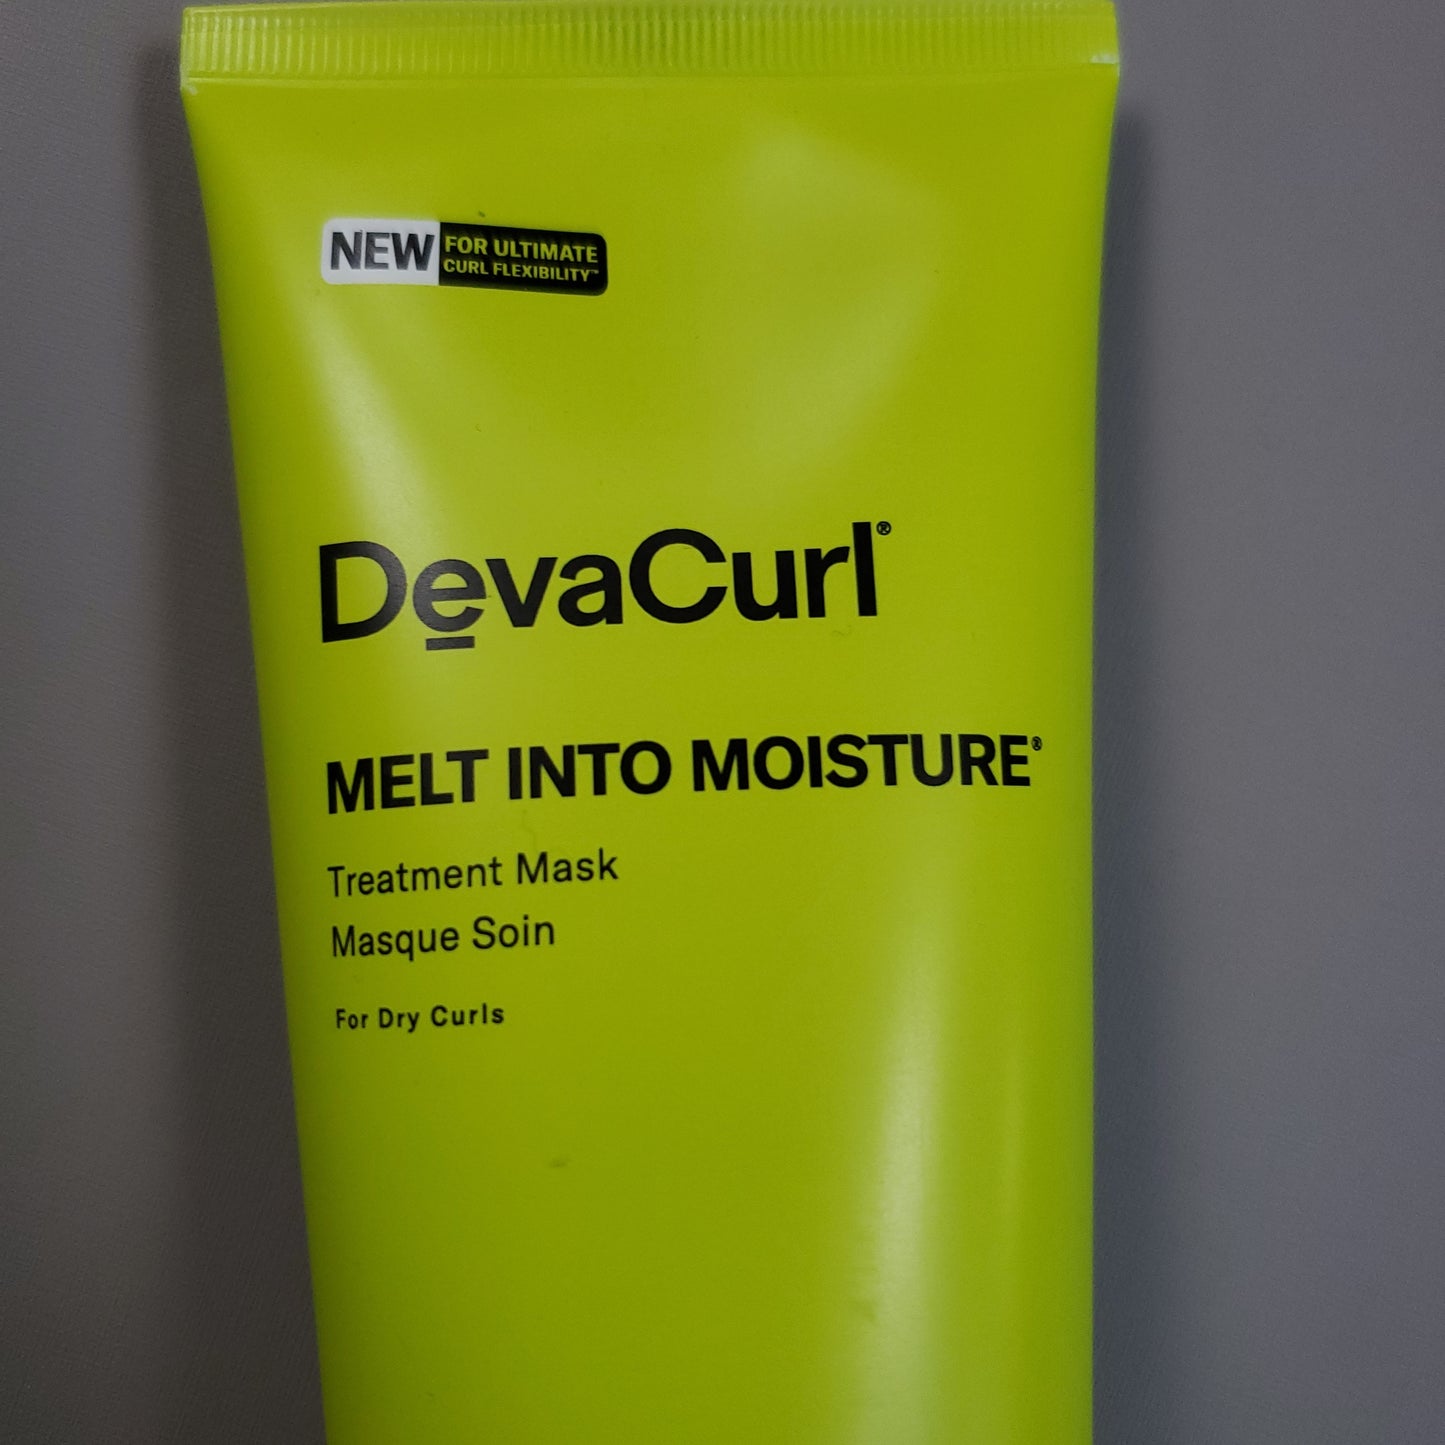 NEW FOR ULTIMATE
CURL FLEXIBILITY™
DevaCurl®
MELT INTO MOISTURE®
Treatment Mask
Masque Soin
For Dry Curls